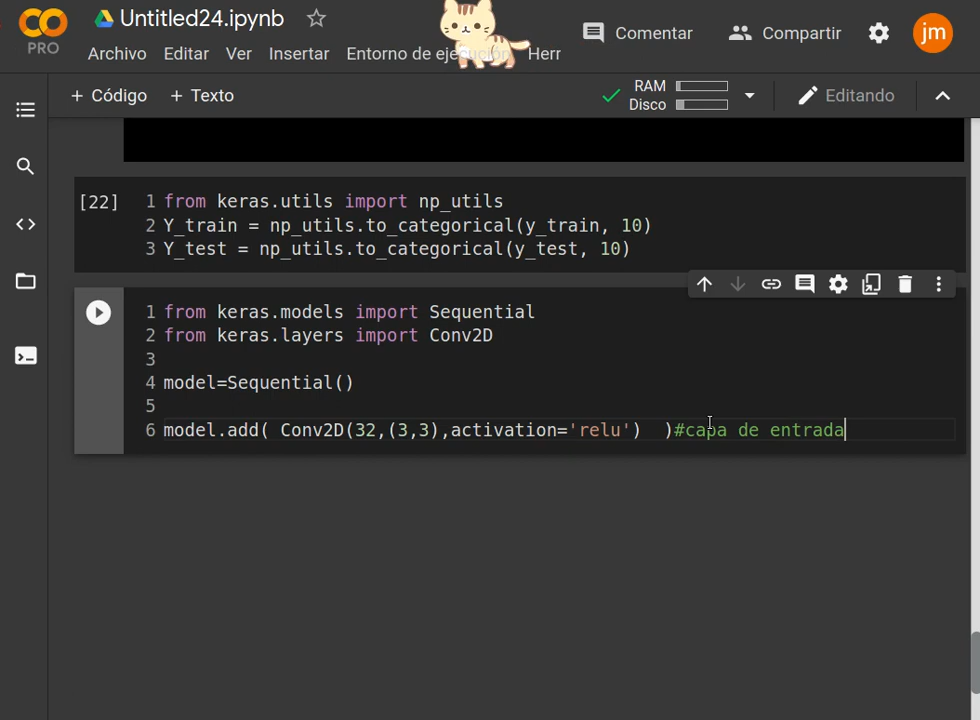 Untitled24.ipynb
PRO
Archivo Editar Ver Insertar Entorno de ejecución Herr
Comentar
Compartir
jm
+ Código + Texto
RAM
Disco
Editando
[22]
1 from keras.utils import np_utils
2 Y_train = np_utils.to_categorical(y_train, 10)
3 Y_test = np_utils.to_categorical(y_test, 10)
1 from keras.models import Sequential
2 from keras.layers import Conv2D
3
4 model=Sequential()
5
6 model.add( Conv2D(32,(3,3),activation='relu')  )#capa de entrada